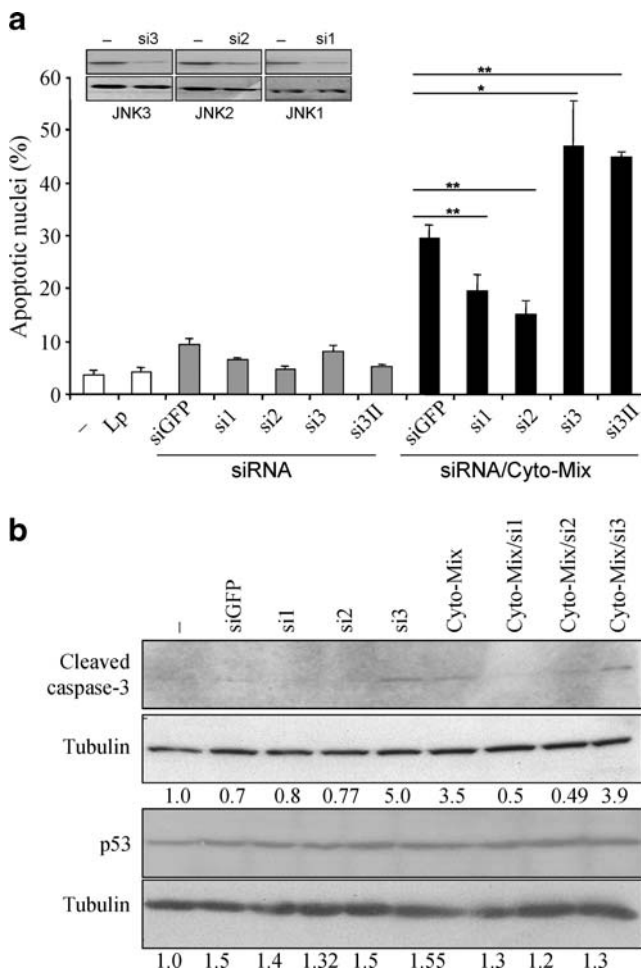 a
– si3 – si2 – si1
JNK3 JNK2 JNK1
Apoptotic nuclei (%)
60
50
40
30
20
10
0
** 
*
**
**
– Lp siGFP si1 si2 si3 si3II siGFP si1 si2 si3 si3II
siRNA siRNA/Cyto-Mix
b
– siGFP si1 si2 si3 Cyto-Mix Cyto-Mix/si1 Cyto-Mix/si2 Cyto-Mix/si3
Cleaved
caspase-3
Tubulin
1.0 0.7 0.8 0.77 5.0 3.5 0.5 0.49 3.9
p53
Tubulin
1.0 1.5 1.4 1.32 1.5 1.55 1.3 1.2 1.3